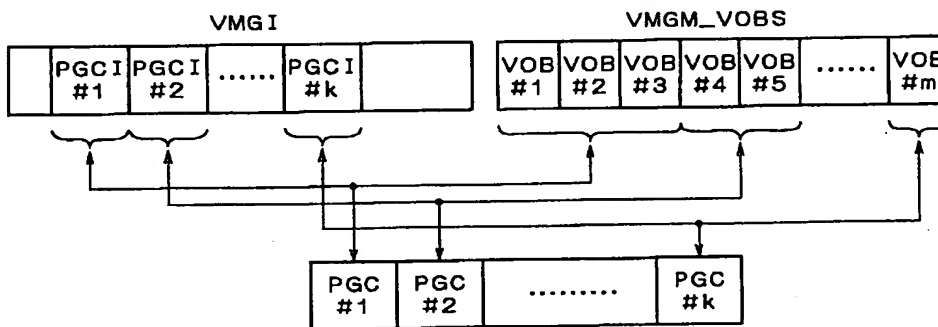 VMGI
VMGM_VOBS
PGCI PGCI ...... PGCI
#1 #2 #k
VOB VOB VOB VOB VOB ...... VOB
#1 #2 #3 #4 #5 #m
PGC PGC ......... PGC
#1 #2 #k